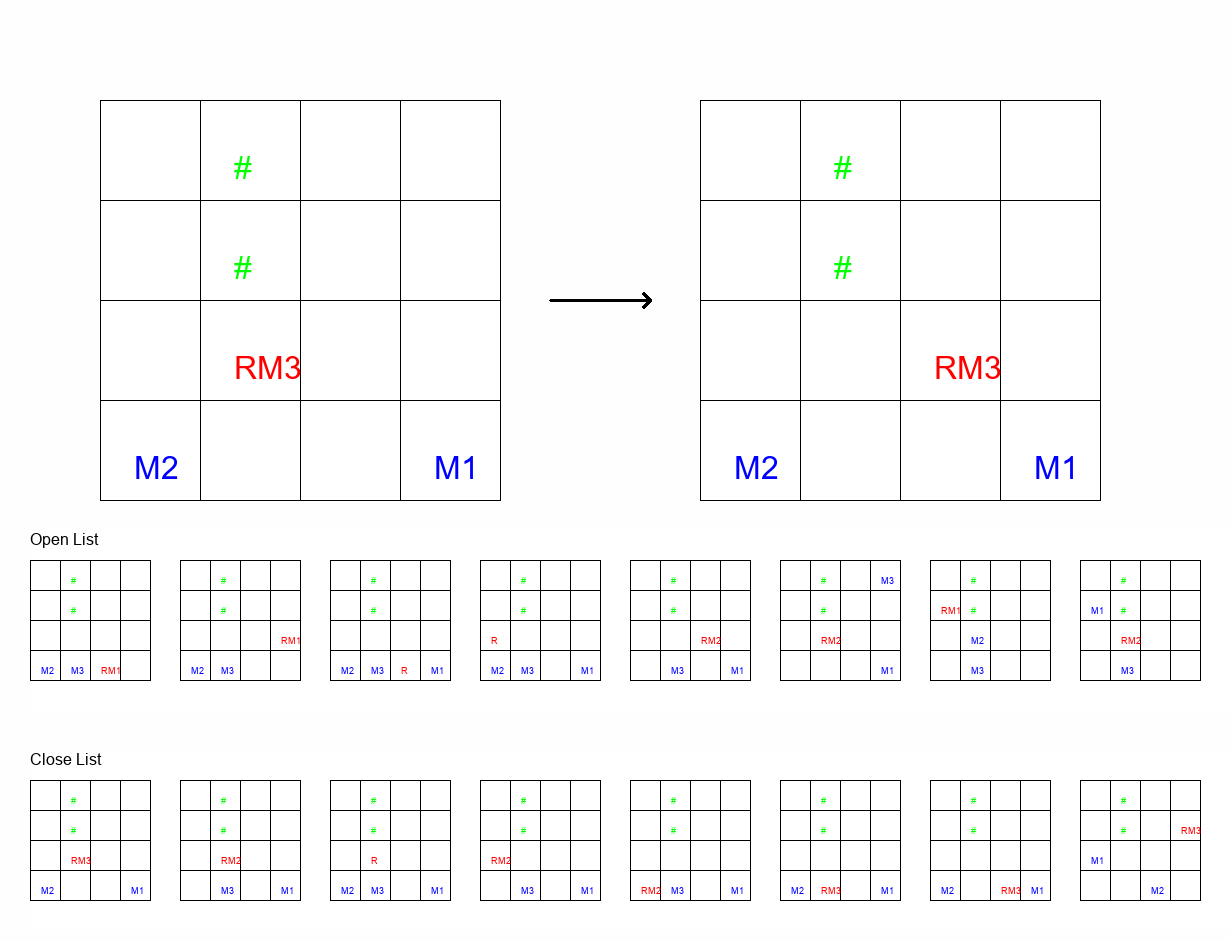 # #
# #
RM3 RM3
M2 M1 M2 M1
Open List
# # # # # # # #
# # # # # M3 # #
# # # # # # RM1 # M1 #
RM1 R RM2 RM2 M2 RM2
M2 M3 RM1 M2 M3 M2 M3 R M1 M2 M3 M1 M3 M1 M1 M3 M3
Close List
# # # # # # # #
# # # # # # # # RM3
RM3 RM2 R RM2 M1
M2 M1 M3 M1 M2 M3 M1 M3 M1 RM2 M3 M1 M2 RM3 M1 M2 RM3 M1 M2